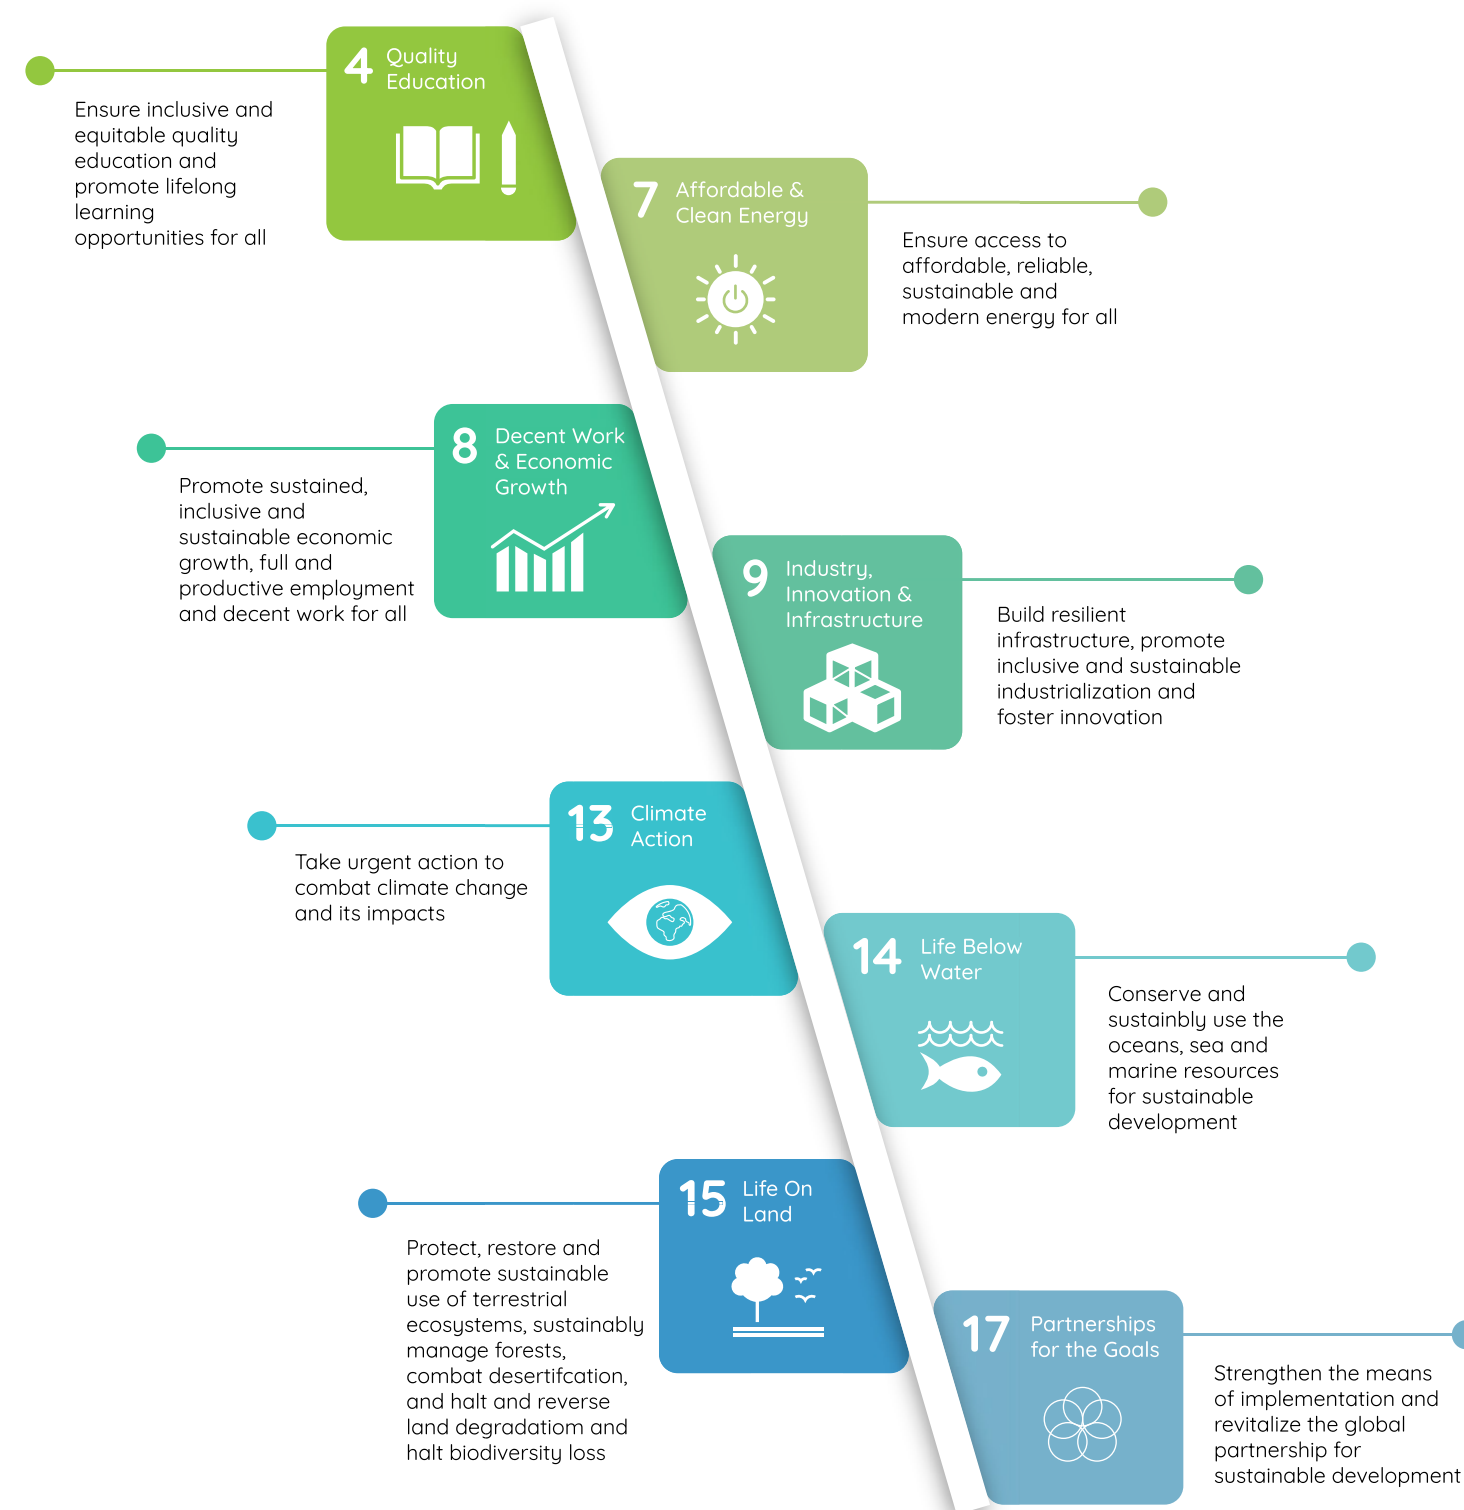 4
Quality
Education
Ensure inclusive and
equitable quality
education and
promote lifelong
learning
opportunities for all
7
Affordable &
Clean Energy
Ensure access to
affordable, reliable,
sustainable and
modern energy for all
8
Decent Work
& Economic
Growth
Promote sustained,
inclusive and
sustainable economic
growth, full and
productive employment
and decent work for all
9
Industry,
Innovation &
Infrastructure
Build resilient
infrastructure, promote
inclusive and sustainable
industrialization and
foster innovation
13
Climate
Action
Take urgent action to
combat climate change
and its impacts
14
Life Below
Water
Conserve and
sustainbly use the
oceans, sea and
marine resources
for sustainable
development
15
Life On
Land
Protect, restore and
promote sustainable
use of terrestrial
ecosystems, sustainably
manage forests,
combat desertifcation,
and halt and reverse
land degradatiom and
halt biodiversity loss
17
Partnerships
for the Goals
Strengthen the means
of implementation and
revitalize the global
partnership for
sustainable development